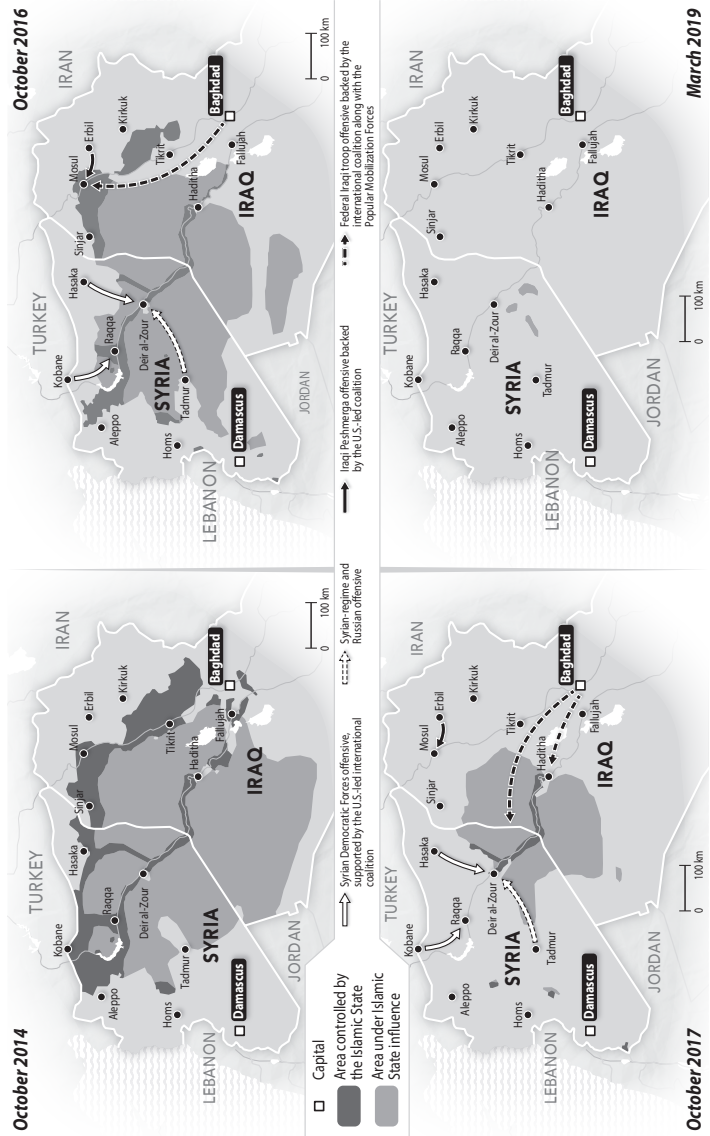 October 2014
TURKEY
IRAN
Kobane
Hasaka
Sinjar
Mosul
Erbil
Kirkuk
Aleppo
Raqqa
Deir al-Zour
Tikrit
Haditha
Fallujah
Baghdad
Homs
Tadmur
SYRIA
IRAQ
Damascus
LEBANON
JORDAN
0
100 km
October 2016
TURKEY
IRAN
Kobane
Hasaka
Sinjar
Mosul
Erbil
Kirkuk
Aleppo
Raqqa
Deir al-Zour
Tikrit
Haditha
Fallujah
Baghdad
Homs
Tadmur
SYRIA
IRAQ
Damascus
LEBANON
JORDAN
0
100 km
Capital
Area controlled by
the Islamic State
Area under Islamic
State influence
Syrian Democratic Forces offensive,
supported by the U.S.-led international
coalition
Syrian-regime and
Russian offensive
Iraqi Peshmerga offensive backed
by the U.S.-led coalition
Federal Iraqi troop offensive backed by the
international coalition along with the
Popular Mobilization Forces
TURKEY
IRAN
Kobane
Hasaka
Sinjar
Mosul
Erbil
Kirkuk
Aleppo
Raqqa
Deir al-Zour
Tikrit
Haditha
Fallujah
Baghdad
Homs
Tadmur
SYRIA
IRAQ
Damascus
LEBANON
JORDAN
0
100 km
October 2017
TURKEY
IRAN
Kobane
Hasaka
Sinjar
Mosul
Erbil
Kirkuk
Aleppo
Raqqa
Deir al-Zour
Tikrit
Haditha
Fallujah
Baghdad
Homs
Tadmur
SYRIA
IRAQ
Damascus
LEBANON
JORDAN
0
100 km
March 2019